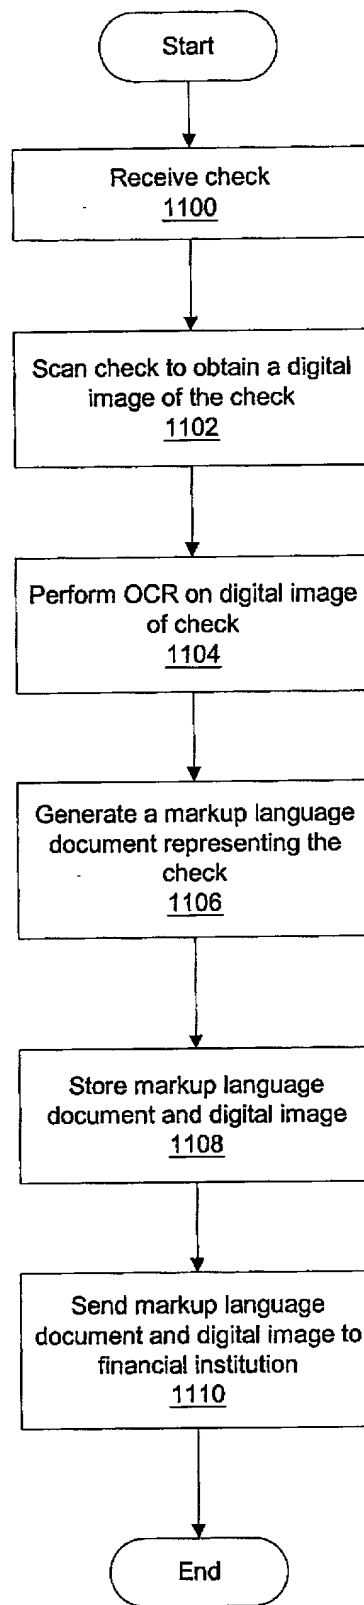 Start
Receive check
1100
Scan check to obtain a digital
image of the check
1102
Perform OCR on digital image
of check
1104
Generate a markup language
document representing the
check
1106
Store markup language
document and digital image
1108
Send markup language
document and digital image to
financial institution
1110
End